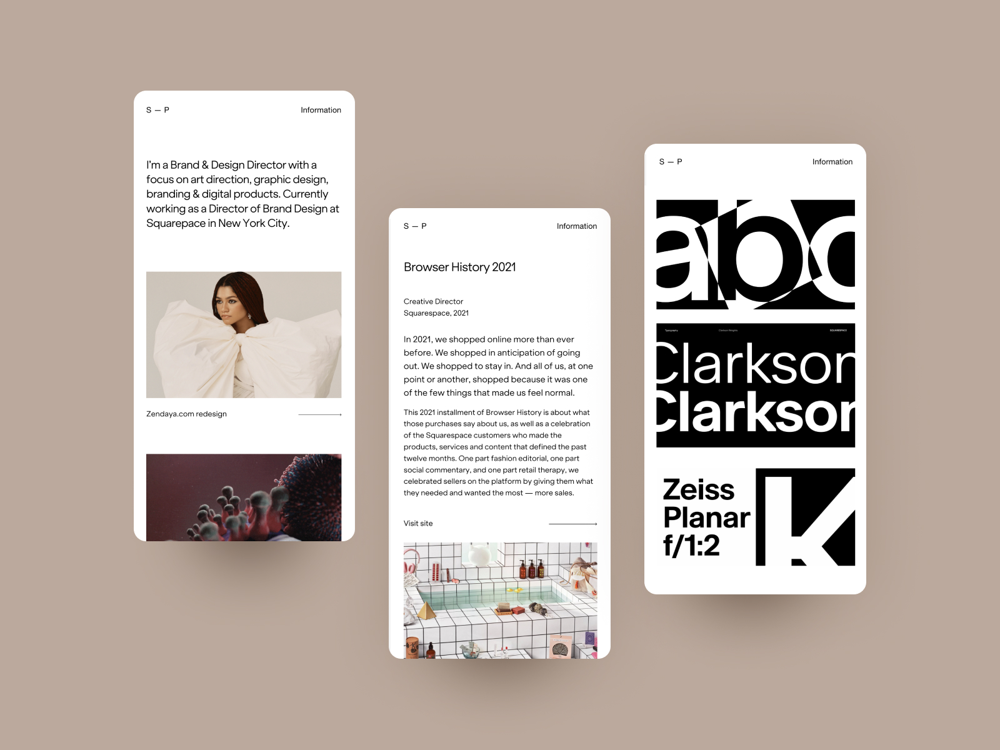 S — P
Information
I'm a Brand & Design Director with a
focus on art direction, graphic design,
branding & digital products. Currently
working as a Director of Brand Design at
Squarepace in New York City.
Zendaya.com redesign
S — P
Information
Browser History 2021
Creative Director
Squarespace, 2021
In 2021, we shopped online more than ever
before. We shopped in anticipation of going
out. We shopped to stay in. And all of us, at one
point or another, shopped because it was one
of the few things that made us feel normal.
This 2021 installment of Browser History is about what
those purchases say about us, as well as a celebration
of the Squarespace customers who made the
products, services and content that defined the past
twelve months. One part fashion editorial, one part
social commentary, and one part retail therapy, we
celebrated sellers on the platform by giving them what
they needed and wanted the most — more sales.
Visit site
S — P
Information
abc
Typography
Clarkson Weights
SQUARESPACE
Clarkson
Clarkson
Zeiss
Planar
f/1:2
K